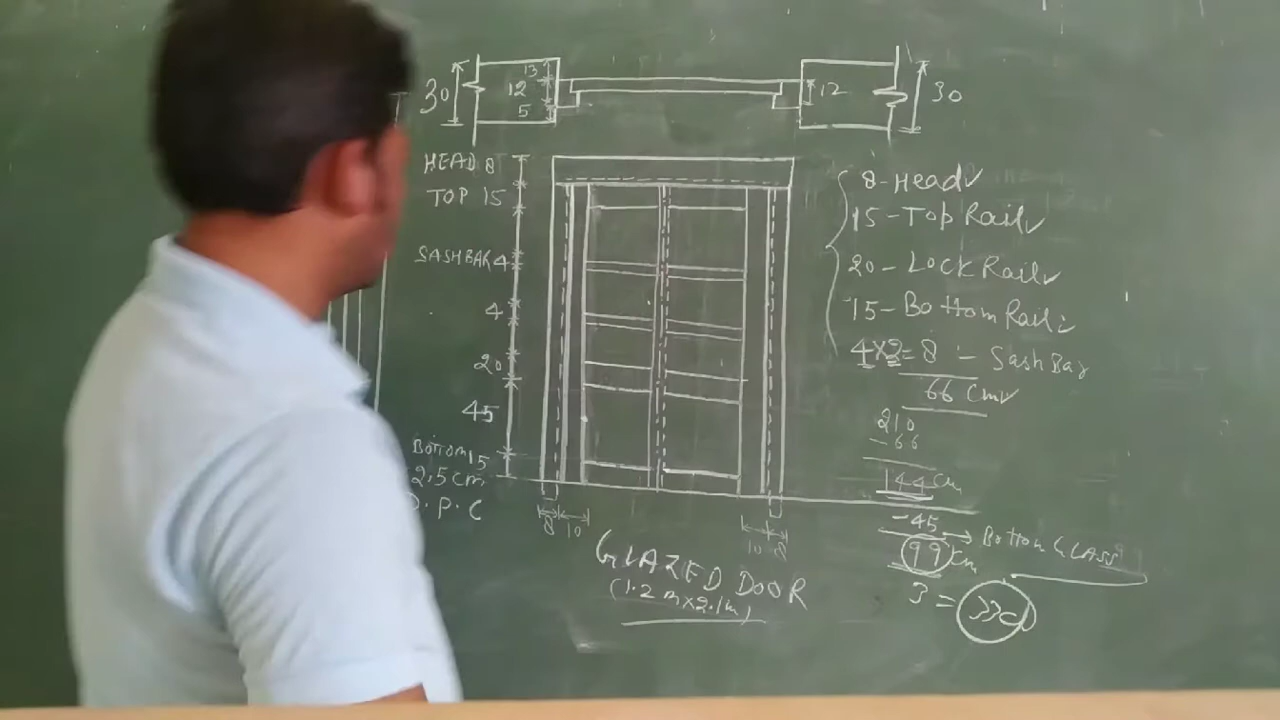 30
13
12
5
12
30
HEAD 8
TOP 15
SASHBAR 4
4
20
45
BOTTOM 15
2.5 cm
D.P.C
8 10
10 8
GLAZED DOOR
(1.2 m x 2.1m)
8 - Head
15 - Top Rail
20 - Lock Rail
15 - Bottom Rail
4x2 = 8 - Sash Bar
66 Cm
210
- 66
144 cm
- 45 → Bottom GLASS
99 cm
3 = 33cm